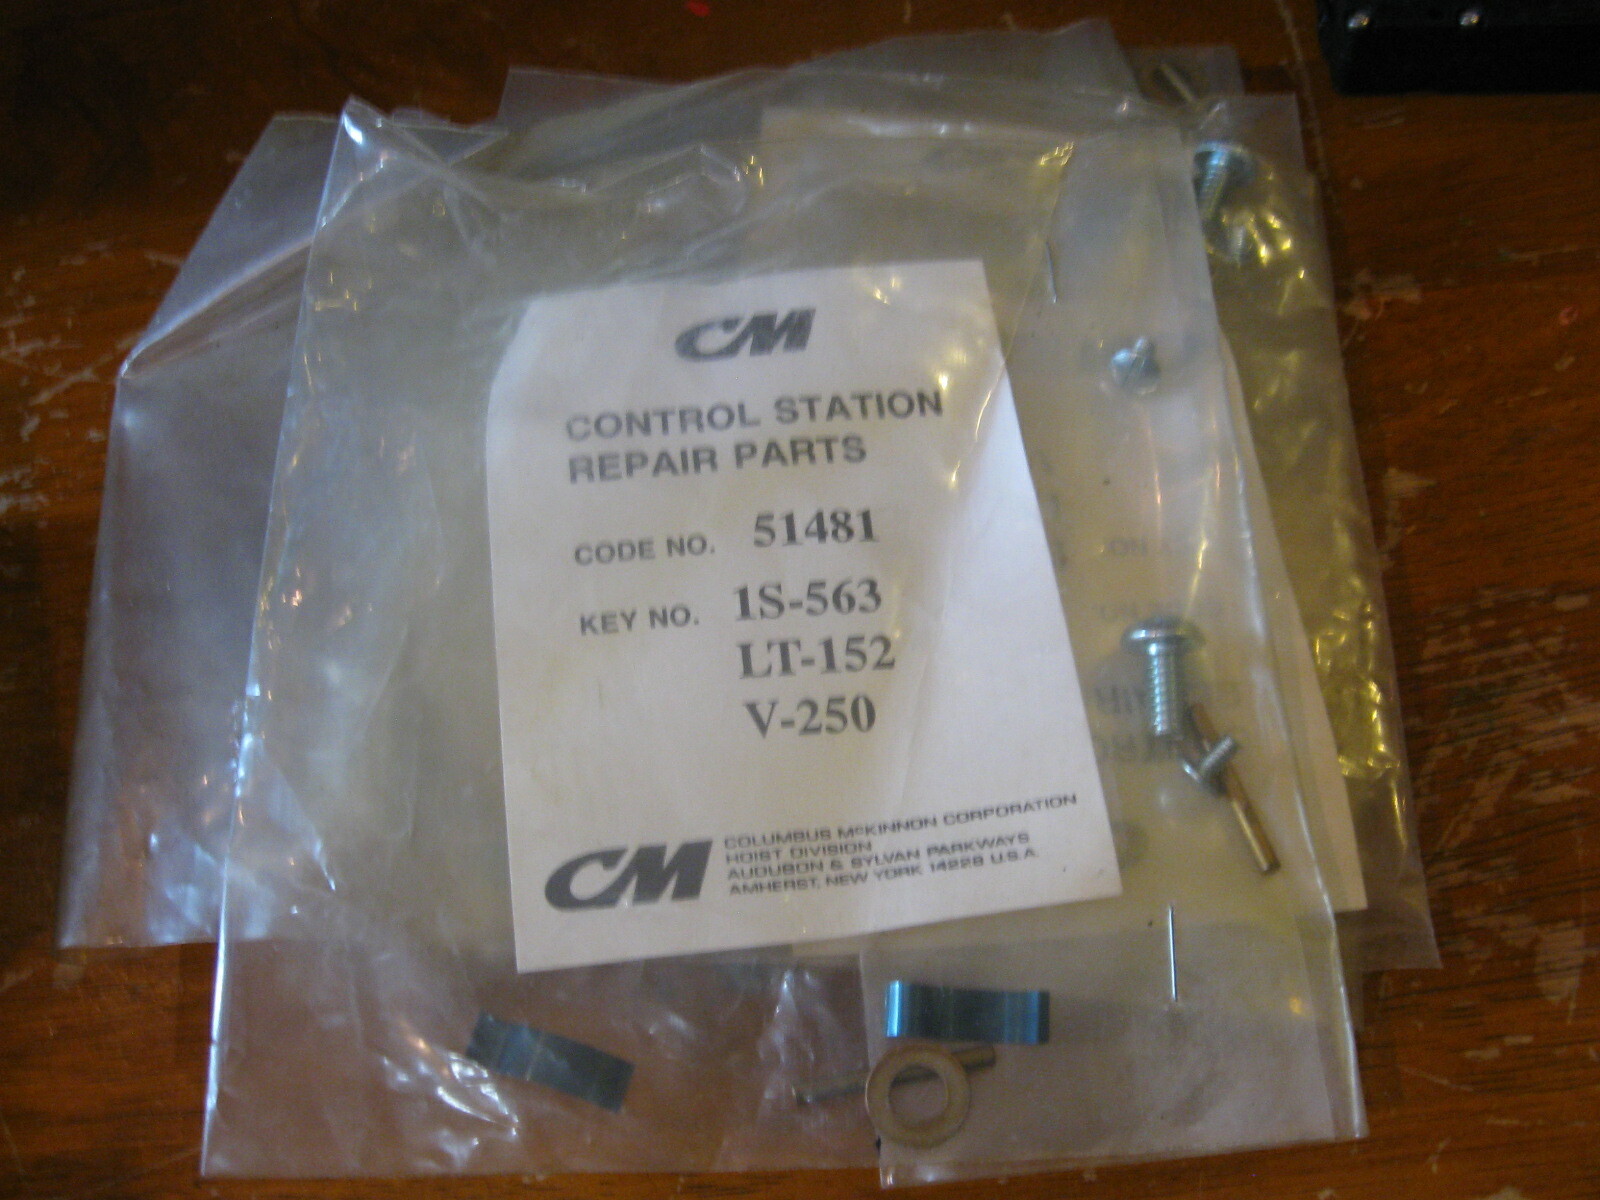 CM
CONTROL STATION
REPAIR PARTS
CODE NO. 51481
KEY NO. 1S-563
LT-152
V-250
CM
COLUMBUS McKINNON CORPORATION
HOIST DIVISION
AUDUBON & SYLVAN PARKWAYS
AMHERST, NEW YORK 14228 U.S.A.